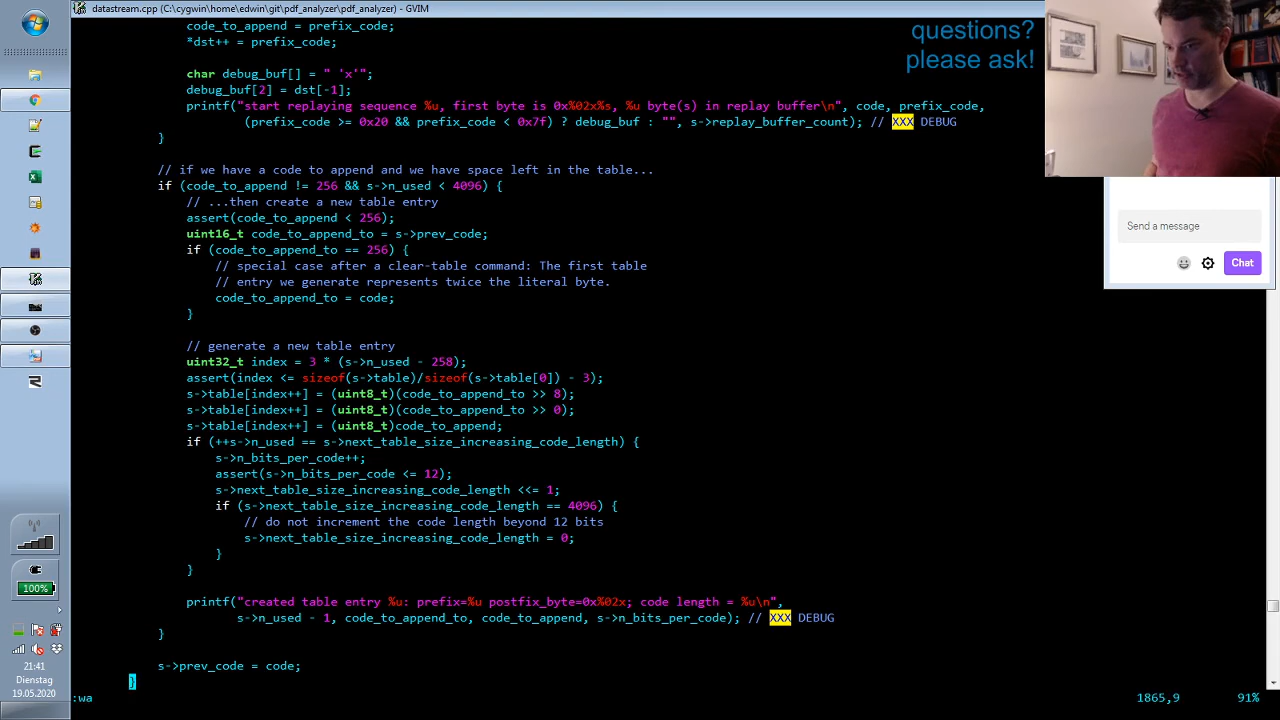 datastream.cpp (C:\cygwin\home\edwin\git\pdf_analyzer\pdf_analyzer) - GVIM
code_to_append = prefix_code;
*dst++ = prefix_code;
char debug_buf[] = " 'x'";
debug_buf[2] = dst[-1];
printf("start replaying sequence %u, first byte is 0x%02x%s, %u byte(s) in replay buffer\n", code, prefix_code,
(prefix_code >= 0x20 && prefix_code < 0x7f) ? debug_buf : "", s->replay_buffer_count); // XXX DEBUG
}
// if we have a code to append and we have space left in the table...
if (code_to_append != 256 && s->n_used < 4096) {
// ...then create a new table entry
assert(code_to_append < 256);
uint16_t code_to_append_to = s->prev_code;
if (code_to_append_to == 256) {
// special case after a clear-table command: The first table
// entry we generate represents twice the literal byte.
code_to_append_to = code;
}
// generate a new table entry
uint32_t index = 3 * (s->n_used - 258);
assert(index <= sizeof(s->table)/sizeof(s->table[0]) - 3);
s->table[index++] = (uint8_t)(code_to_append_to >> 8);
s->table[index++] = (uint8_t)(code_to_append_to >> 0);
s->table[index++] = (uint8_t)code_to_append;
if (++s->n_used == s->next_table_size_increasing_code_length) {
s->n_bits_per_code++;
assert(s->n_bits_per_code <= 12);
s->next_table_size_increasing_code_length <<= 1;
if (s->next_table_size_increasing_code_length == 4096) {
// do not increment the code length beyond 12 bits
s->next_table_size_increasing_code_length = 0;
}
}
printf("created table entry %u: prefix=%u postfix_byte=0x%02x; code length = %u\n",
s->n_used - 1, code_to_append_to, code_to_append, s->n_bits_per_code); // XXX DEBUG
}
s->prev_code = code;
}
:wa
1865,9
91%
questions?
please ask!
Send a message
Chat
100%
21:41
Dienstag
19.05.2020